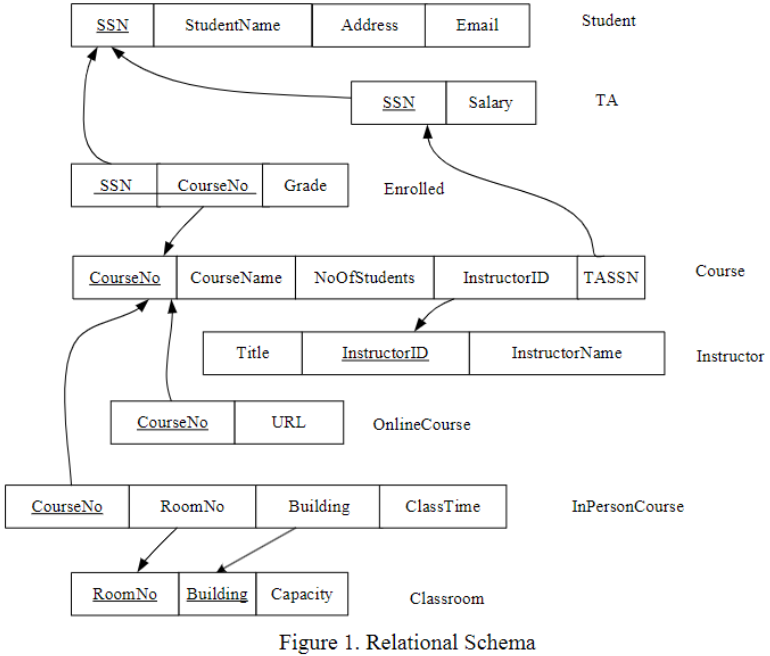 SSN StudentName Address Email Student
SSN Salary TA
SSN CourseNo Grade Enrolled
CourseNo CourseName NoOfStudents InstructorID TASSN Course
Title InstructorID InstructorName Instructor
CourseNo URL OnlineCourse
CourseNo RoomNo Building ClassTime InPersonCourse
RoomNo Building Capacity Classroom
Figure 1. Relational Schema